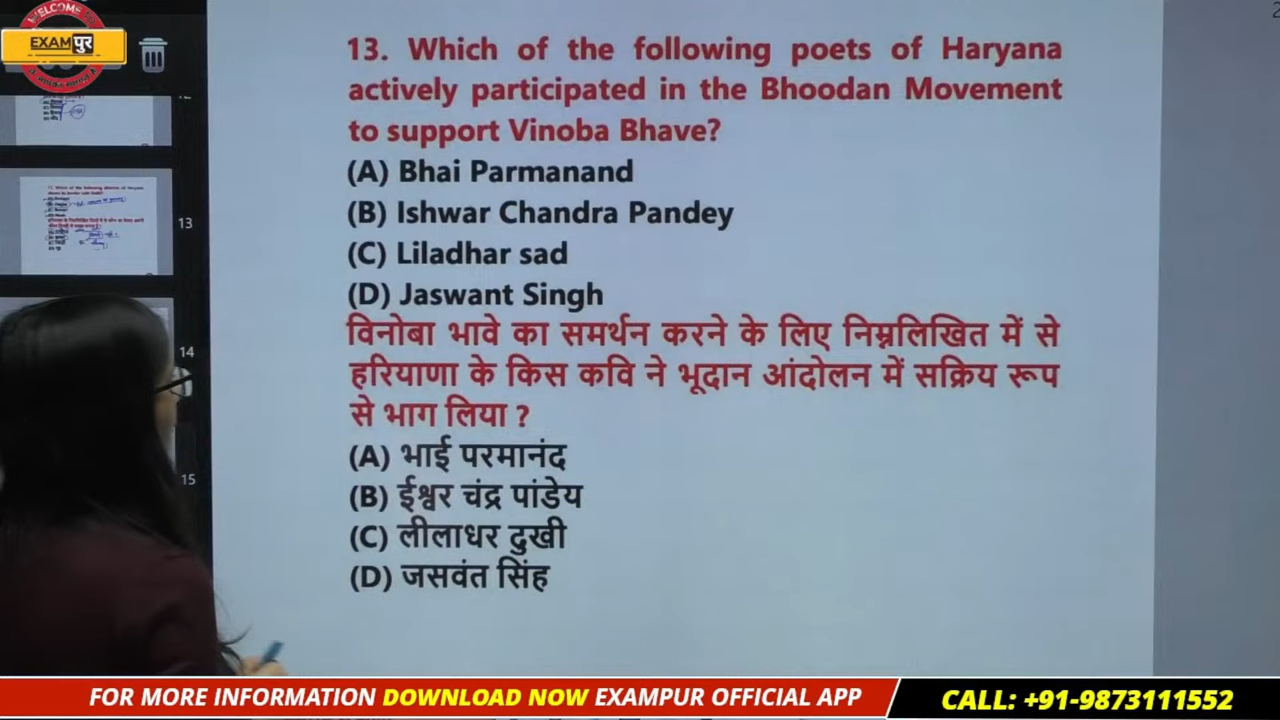 WELCOME TO
EXAMपुर
13. Which of the following poets of Haryana
actively participated in the Bhoodan Movement
to support Vinoba Bhave?
(A) Bhai Parmanand
(B) Ishwar Chandra Pandey
(C) Liladhar sad
(D) Jaswant Singh
विनोबा भावे का समर्थन करने के लिए निम्नलिखित में से
हरियाणा के किस कवि ने भूदान आंदोलन में सक्रिय रूप
से भाग लिया ?
(A) भाई परमानंद
(B) ईश्वर चंद्र पांडेय
(C) लीलाधर दुखी
(D) जसवंत सिंह
13
14
15
FOR MORE INFORMATION DOWNLOAD NOW EXAMPUR OFFICIAL APP
CALL: +91-9873111552